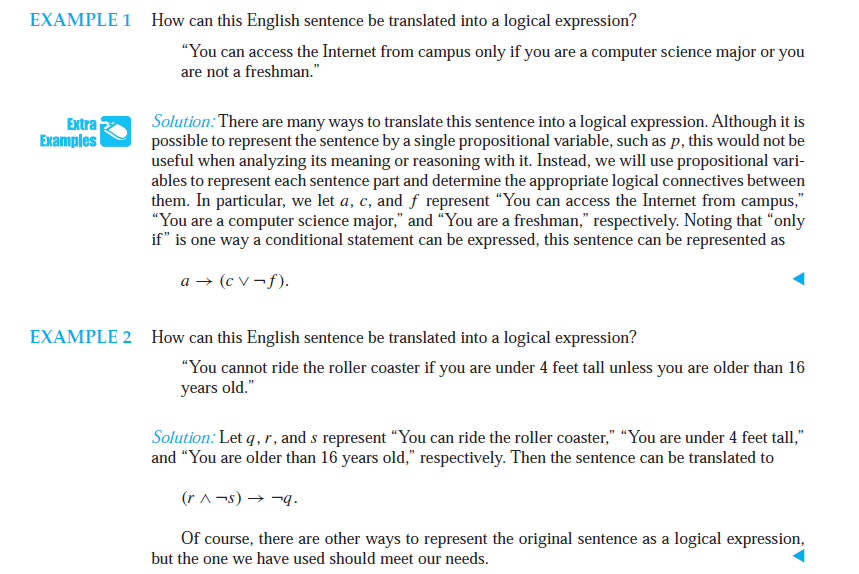 EXAMPLE 1 How can this English sentence be translated into a logical expression?
“You can access the Internet from campus only if you are a computer science major or you
are not a freshman.”
Extra
Examples
Solution: There are many ways to translate this sentence into a logical expression. Although it is
possible to represent the sentence by a single propositional variable, such as p, this would not be
useful when analyzing its meaning or reasoning with it. Instead, we will use propositional vari-
ables to represent each sentence part and determine the appropriate logical connectives between
them. In particular, we let a, c, and f represent “You can access the Internet from campus,”
“You are a computer science major,” and “You are a freshman,” respectively. Noting that “only
if” is one way a conditional statement can be expressed, this sentence can be represented as
a → (c ∨ ¬f).
EXAMPLE 2 How can this English sentence be translated into a logical expression?
“You cannot ride the roller coaster if you are under 4 feet tall unless you are older than 16
years old.”
Solution: Let q, r, and s represent “You can ride the roller coaster,” “You are under 4 feet tall,”
and “You are older than 16 years old,” respectively. Then the sentence can be translated to
(r ∧ ¬s) → ¬q.
Of course, there are other ways to represent the original sentence as a logical expression,
but the one we have used should meet our needs.